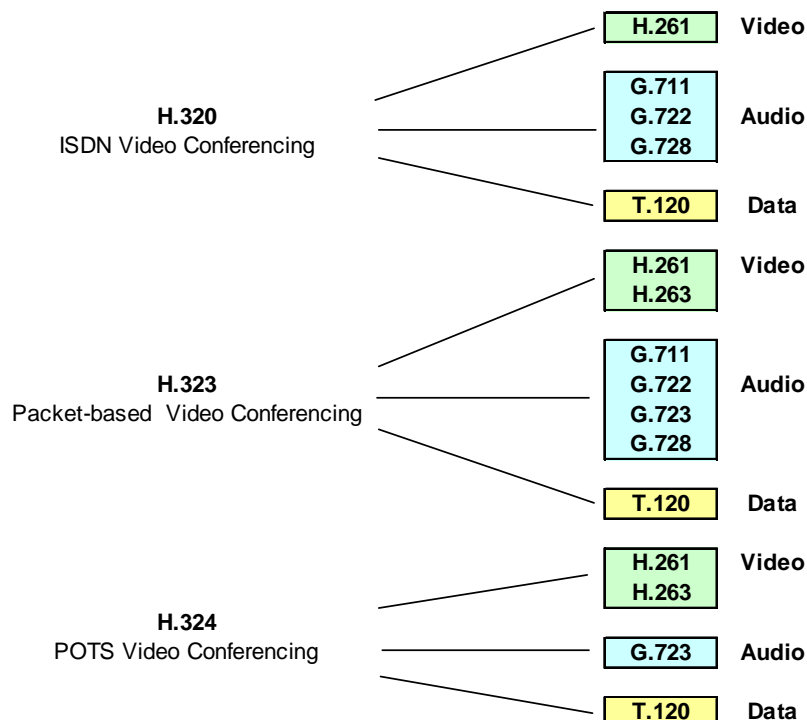 H.261 Video
G.711
G.722 Audio
G.728
H.320
ISDN Video Conferencing
T.120 Data
H.261 Video
H.263
G.711
G.722 Audio
G.723
G.728
H.323
Packet-based Video Conferencing
T.120 Data
H.261 Video
H.263
H.324
POTS Video Conferencing
G.723 Audio
T.120 Data